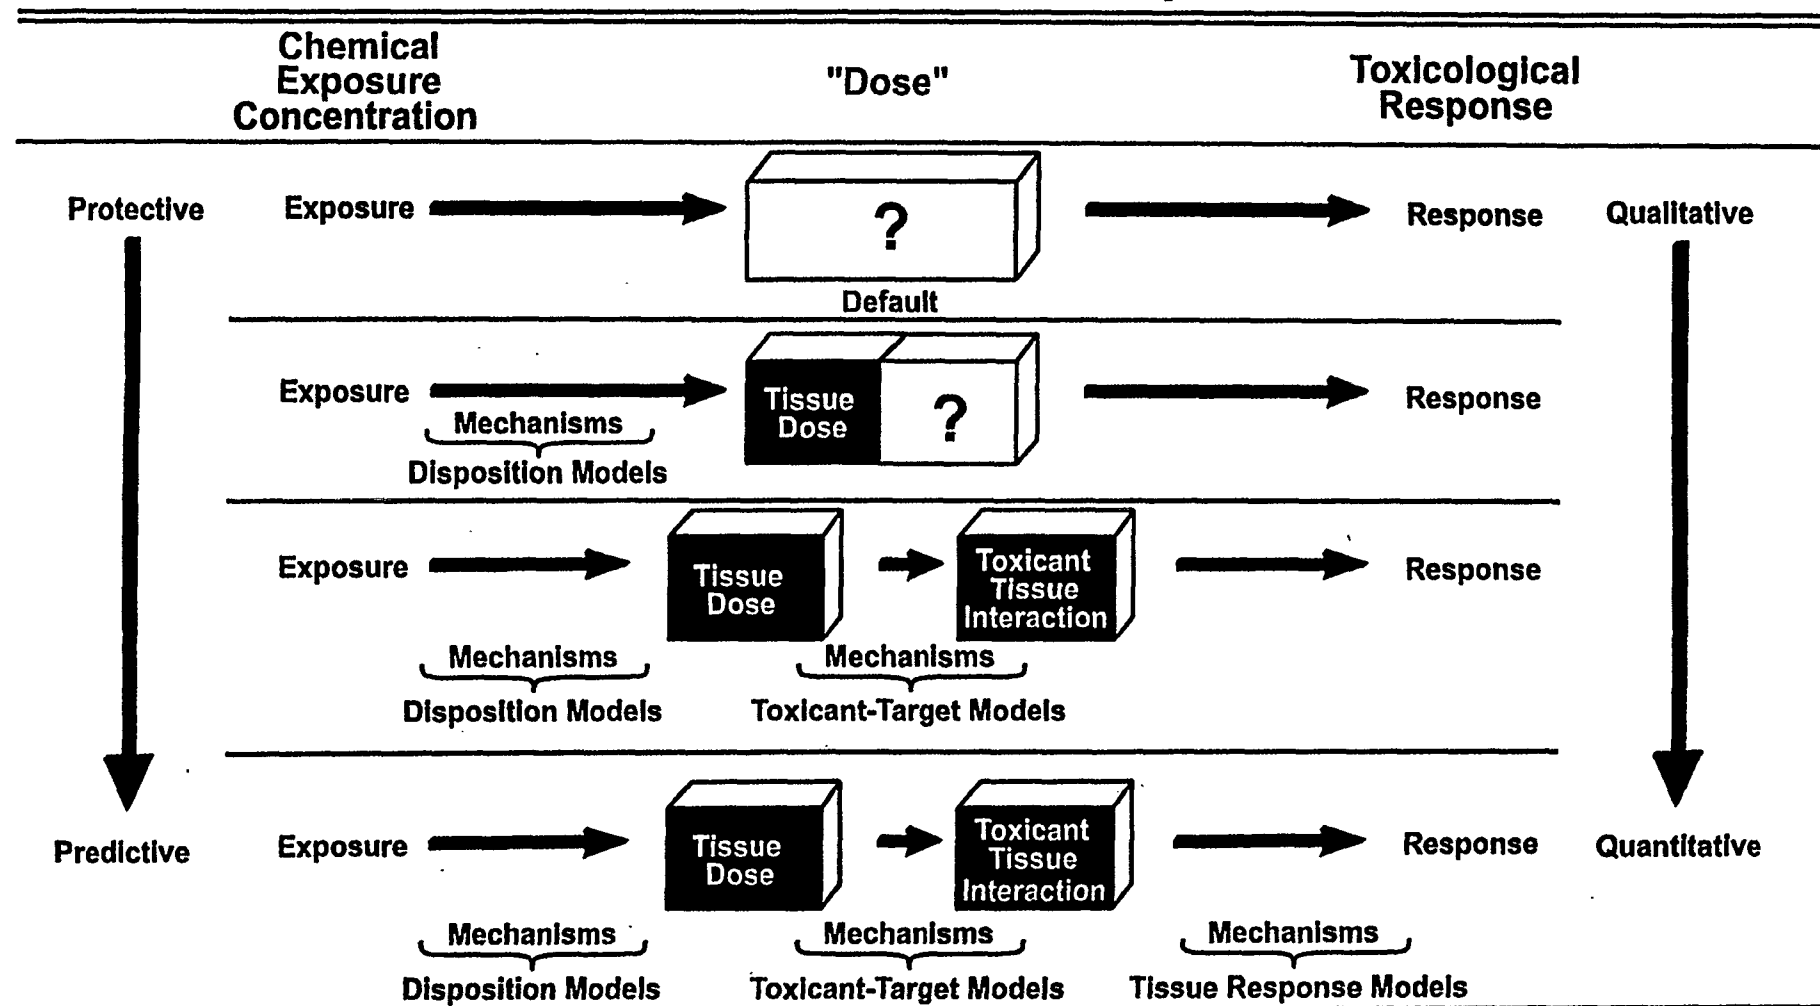 Chemical
Exposure
Concentration
"Dose"
Toxicological
Response
Protective
Exposure
?
Response
Qualitative
Default
Exposure
Tissue
Dose
?
Response
Mechanisms
Disposition Models
Exposure
Tissue
Dose
Toxicant
Tissue
Interaction
Response
Mechanisms
Disposition Models
Mechanisms
Toxicant-Target Models
Predictive
Exposure
Tissue
Dose
Toxicant
Tissue
Interaction
Response
Quantitative
Mechanisms
Disposition Models
Mechanisms
Toxicant-Target Models
Mechanisms
Tissue Response Models